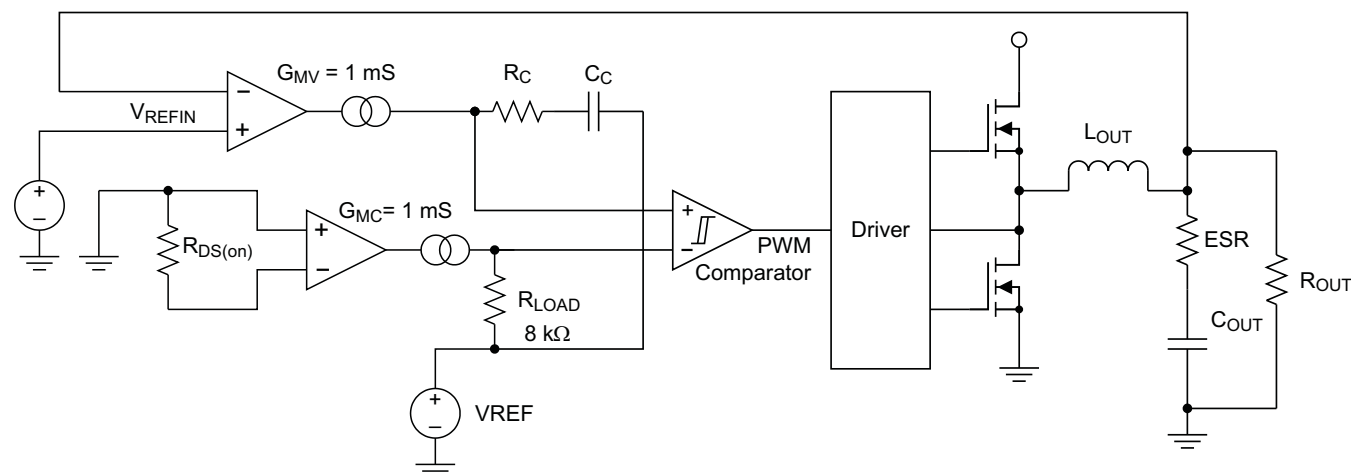 G_MV = 1 mS
R_C
C_C
V_REFIN
−
+
+
−
L_OUT
G_MC = 1 mS
+
−
R_DS(on)
+
−
PWM
Comparator
Driver
ESR
R_OUT
R_LOAD
8 kΩ
C_OUT
+
−
VREF